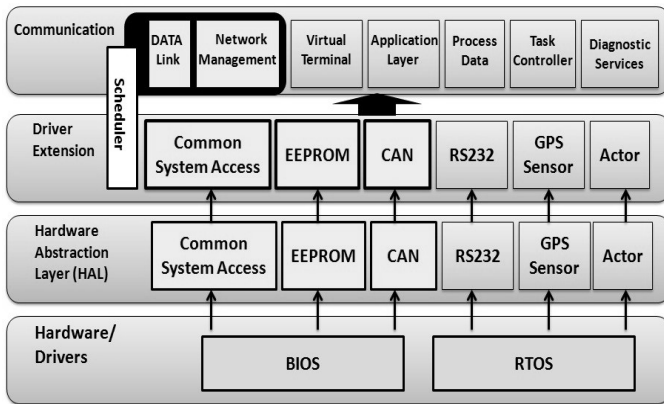 Communication
DATA
Link
Network
Management
Virtual
Terminal
Application
Layer
Process
Data
Task
Controller
Diagnostic
Services
Scheduler
Driver
Extension
Common
System Access
EEPROM
CAN
RS232
GPS
Sensor
Actor
Hardware
Abstraction
Layer (HAL)
Common
System Access
EEPROM
CAN
RS232
GPS
Sensor
Actor
Hardware/
Drivers
BIOS
RTOS